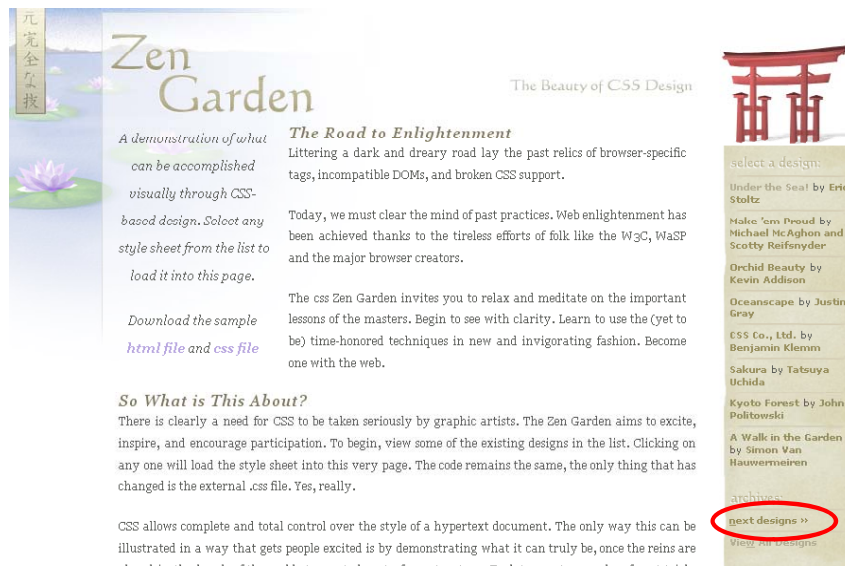 元
完
全
な
技
Zen
Garden
The Beauty of CSS Design
A demonstration of what
can be accomplished
visually through CSS-
based design. Select any
style sheet from the list to
load it into this page.
Download the sample
html file and css file
The Road to Enlightenment
Littering a dark and dreary road lay the past relics of browser-specific
tags, incompatible DOMs, and broken CSS support.
Today, we must clear the mind of past practices. Web enlightenment has
been achieved thanks to the tireless efforts of folk like the W3C, WaSP
and the major browser creators.
The css Zen Garden invites you to relax and meditate on the important
lessons of the masters. Begin to see with clarity. Learn to use the (yet to
be) time-honored techniques in new and invigorating fashion. Become
one with the web.
So What is This About?
There is clearly a need for CSS to be taken seriously by graphic artists. The Zen Garden aims to excite,
inspire, and encourage participation. To begin, view some of the existing designs in the list. Clicking on
any one will load the style sheet into this very page. The code remains the same, the only thing that has
changed is the external .css file. Yes, really.
CSS allows complete and total control over the style of a hypertext document. The only way this can be
illustrated in a way that gets people excited is by demonstrating what it can truly be, once the reins are
select a design:
Under the Sea! by Eric
Stoltz
Make 'em Proud by
Michael McAghon and
Scotty Reifsnyder
Orchid Beauty by
Kevin Addison
Oceanscape by Justin
Gray
CSS Co., Ltd. by
Benjamin Klemm
Sakura by Tatsuya
Uchida
Kyoto Forest by John
Politowski
A Walk in the Garden
by Simon Van
Hauwermeiren
archives:
next designs »
View All Designs